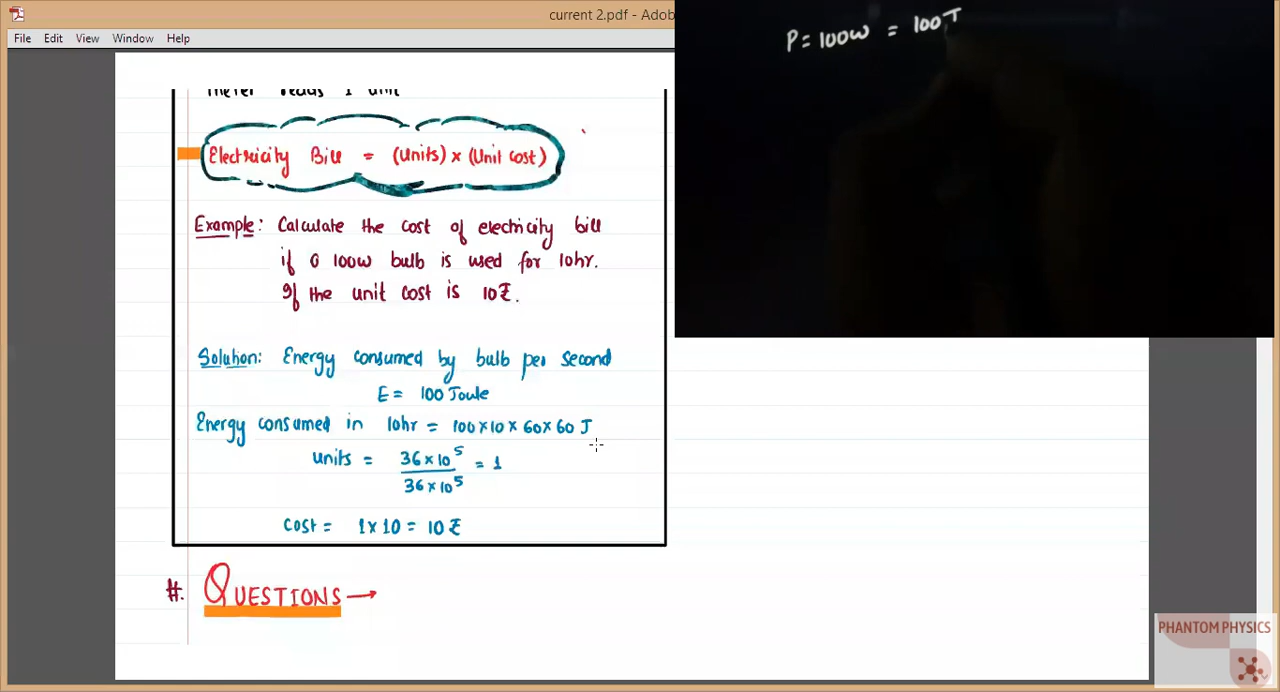 current 2.pdf - Adob
File Edit View Window Help
P = 100W = 100J
meter reads 1 unit
Electricity Bill = (Units) × (Unit cost)
Example: Calculate the cost of electricity bill
if a 100W bulb is used for 10hr.
If the unit cost is 10₹.
Solution: Energy consumed by bulb per second
E = 100 Joule
Energy consumed in 10hr = 100×10×60×60 J
units = 36×10⁵/36×10⁵ = 1
Cost = 1×10 = 10₹
#. QUESTIONS →
PHANTOM PHYSICS